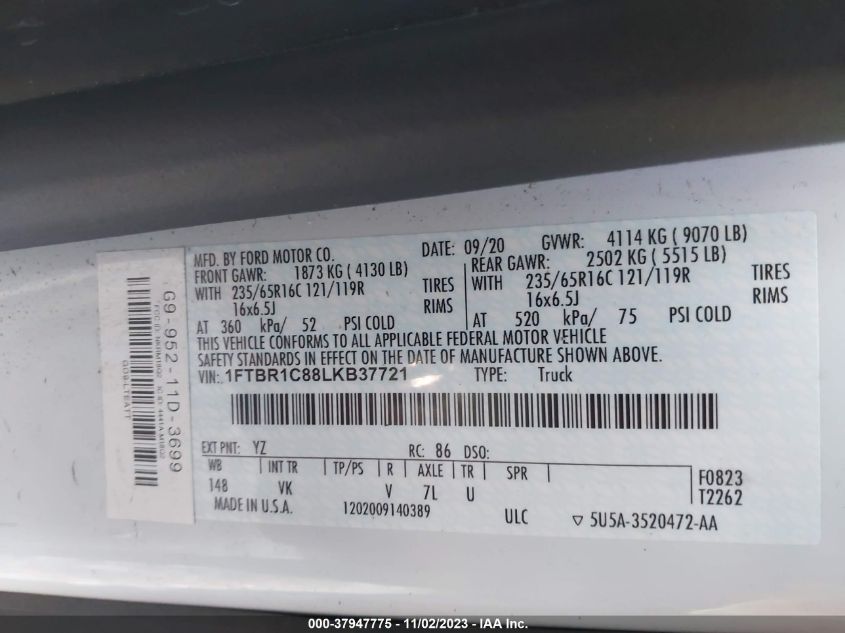 MFD. BY FORD MOTOR CO. DATE: 09/20 GVWR: 4114 KG ( 9070 LB)
FRONT GAWR: 1873 KG ( 4130 LB) REAR GAWR: 2502 KG ( 5515 LB)
WITH 235/65R16C 121/119R TIRES WITH 235/65R16C 121/119R TIRES
16x6.5J RIMS 16x6.5J RIMS
AT 360 kPa/ 52 PSI COLD AT 520 kPa/ 75 PSI COLD
THIS VEHICLE CONFORMS TO ALL APPLICABLE FEDERAL MOTOR VEHICLE
SAFETY STANDARDS IN EFFECT ON THE DATE OF MANUFACTURE SHOWN ABOVE.
VIN: 1FTBR1C88LKB37721 TYPE: Truck
EXT PNT: YZ RC: 86 DSO:
WB INT TR TP/PS R AXLE TR SPR F0823
148 VK V 7L U T2262
MADE IN U.S.A. 1202009140389 ULC ▽ 5U5A-3520472-AA
G9-952-11D-3699
000-37947775 - 11/02/2023 - IAA Inc.